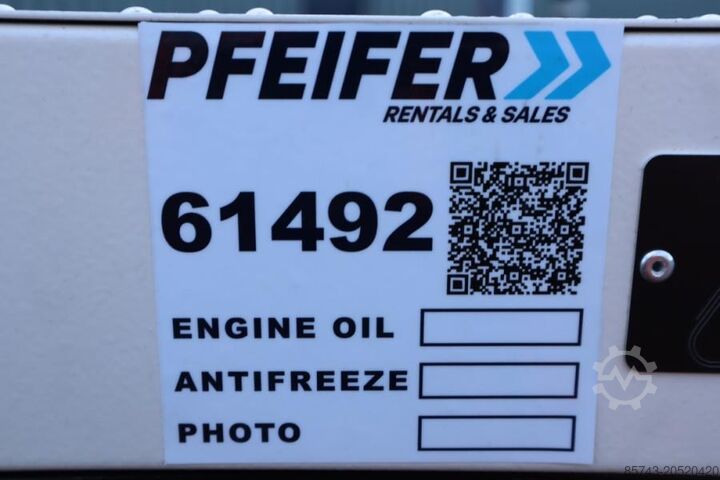 PFEIFER
RENTALS & SALES
61492
ENGINE OIL
ANTIFREEZE
PHOTO
85743-20520420